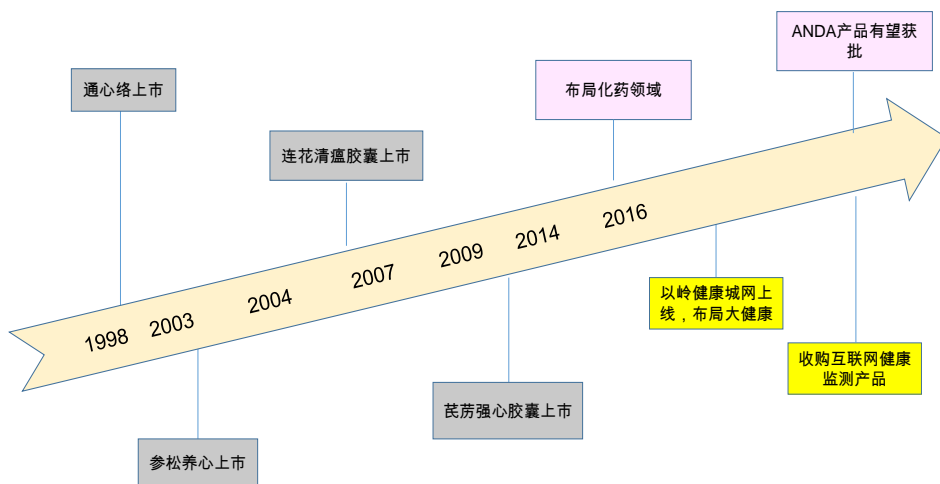 ANDA产品有望获
批
通心络上市
布局化药领域
连花清瘟胶囊上市
1998
2003
2004
2007
2009
2014
2016
以岭健康城网上
线，布局大健康
收购互联网健康
监测产品
芪苈强心胶囊上市
参松养心上市